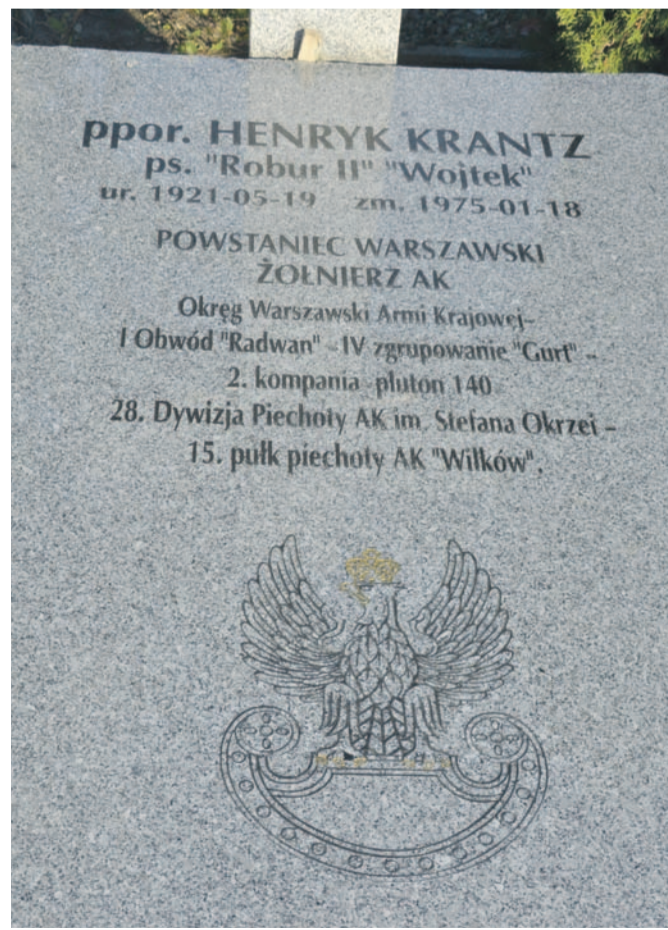 ppor. HENRYK KRANTZ
ps. "Robur II" "Wojtek"
ur. 1921-05-19 zm. 1975-01-18
POWSTANIEC WARSZAWSKI
ŻOŁNIERZ AK
Okręg Warszawski Armi Krajowej-
I Obwód "Radwan" - IV zgrupowanie "Gurt" -
2. kompania pluton 140
28. Dywizja Piechoty AK im. Stefana Okrzei -
15. pułk piechoty AK "Wilków".